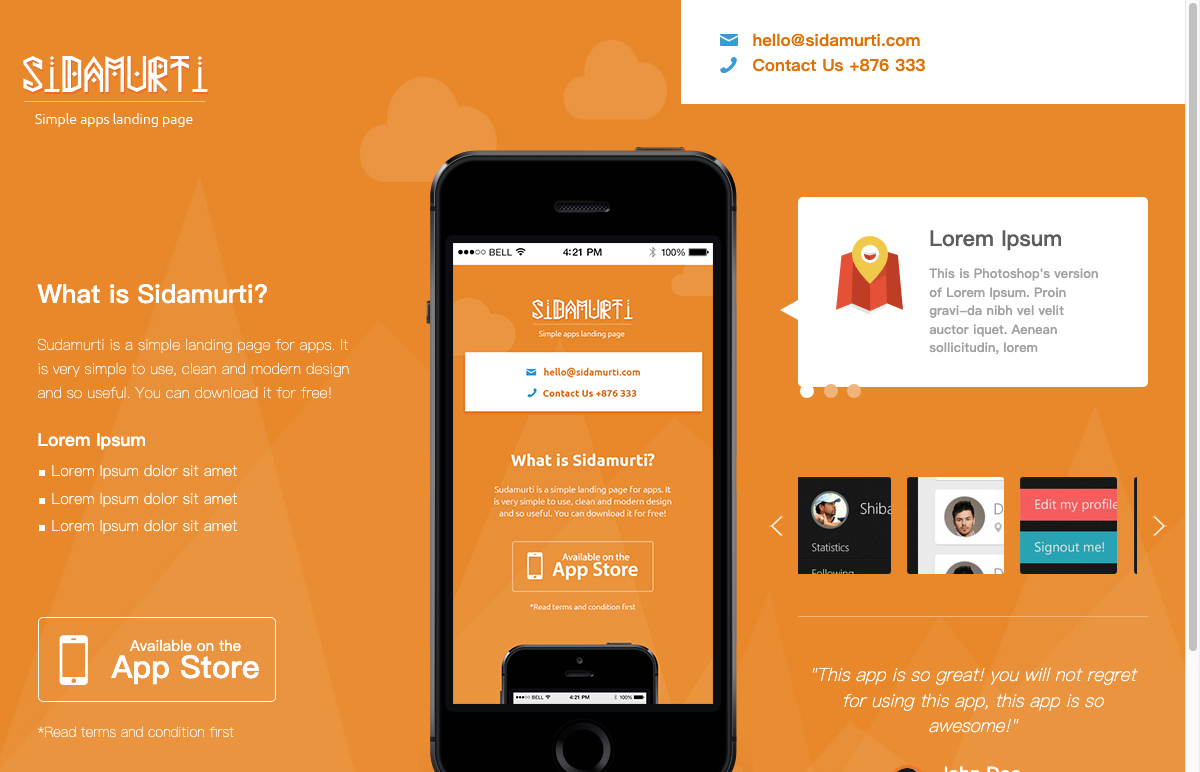 SIDAMURTI
Simple apps landing page
hello@sidamurti.com
Contact Us +876 333
What is Sidamurti?
Sudamurti is a simple landing page for apps. It
is very simple to use, clean and modern design
and so useful. You can download it for free!
Lorem Ipsum
Lorem Ipsum dolor sit amet
Lorem Ipsum dolor sit amet
Lorem Ipsum dolor sit amet
Available on the
App Store
*Read terms and condition first
BELL
4:21 PM
100%
SIDAMURTI
Simple apps landing page
hello@sidamurti.com
Contact Us +876 333
What is Sidamurti?
Sudamurti is a simple landing page for apps. It
is very simple to use, clean and modern design
and so useful. You can download it for free!
Available on the
App Store
*Read terms and condition first
BELL
4:21 PM
100%
Lorem Ipsum
This is Photoshop's version
of Lorem Ipsum. Proin
gravi-da nibh vel velit
auctor iquet. Aenean
sollicitudin, lorem
Shiba
Statistics
Following
D
D
Edit my profile
Signout me!
"This app is so great! you will not regret
for using this app, this app is so
awesome!"
John Doe